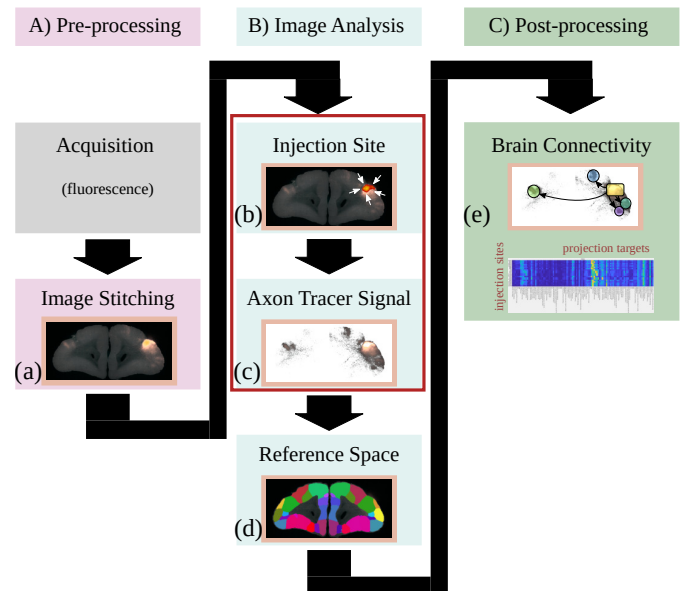 A) Pre-processing
Acquisition
(fluorescence)
Image Stitching
(a)
B) Image Analysis
Injection Site
(b)
Axon Tracer Signal
(c)
Reference Space
(d)
C) Post-processing
Brain Connectivity
(e)
projection targets
injection sites